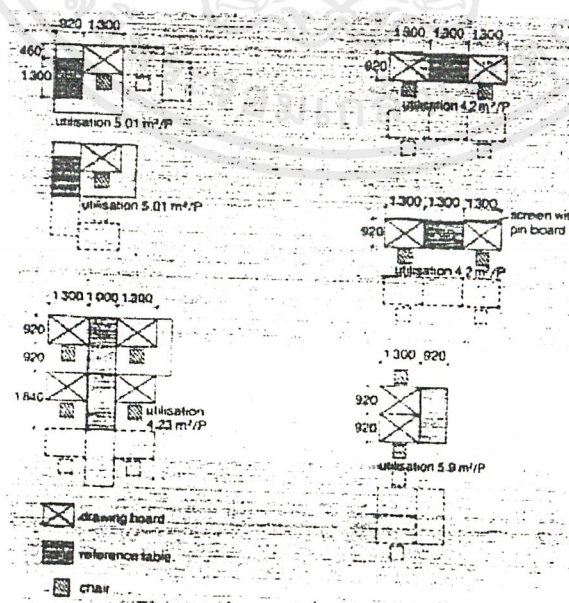 920 1300
460
1300
utilisation 5.01 m²/P
utilisation 5.01 m²/P
1300 1000 1300
920
920
1840
utilisation
4.23 m²/P
drawing board
reference table
chair
1300 1300 1300
920
utilisation 4.2 m²/P
1300 1300 1300
screen wit
pin board
920
utilisation 4.2 m²/P
1300 920
920
920
utilisation 5.9 m²/P